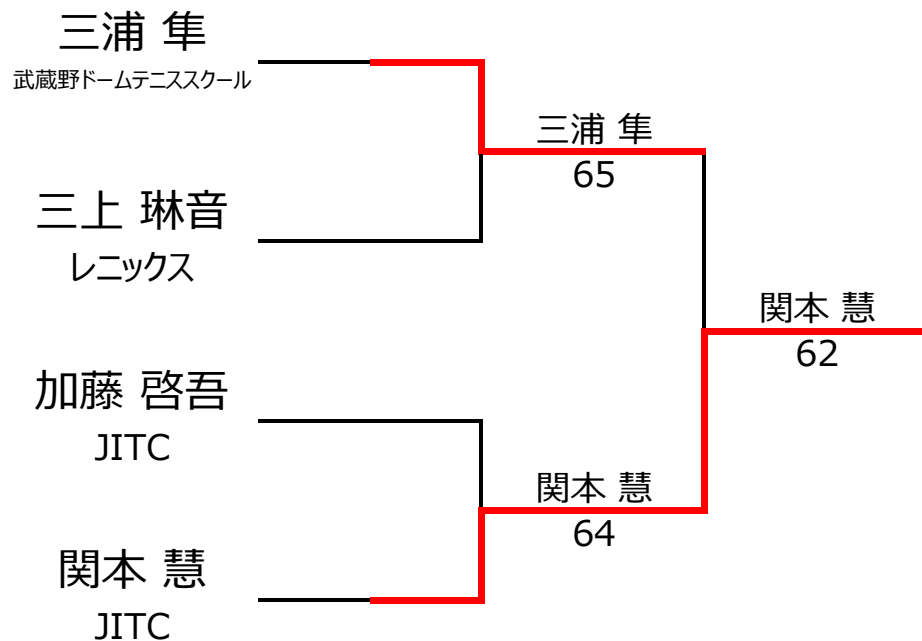 三浦 隼
武蔵野ドームテニススクール
三浦 隼
65
三上 琳音
レニックス
関本 慧
62
加藤 啓吾
JITC
関本 慧
64
関本 慧
JITC